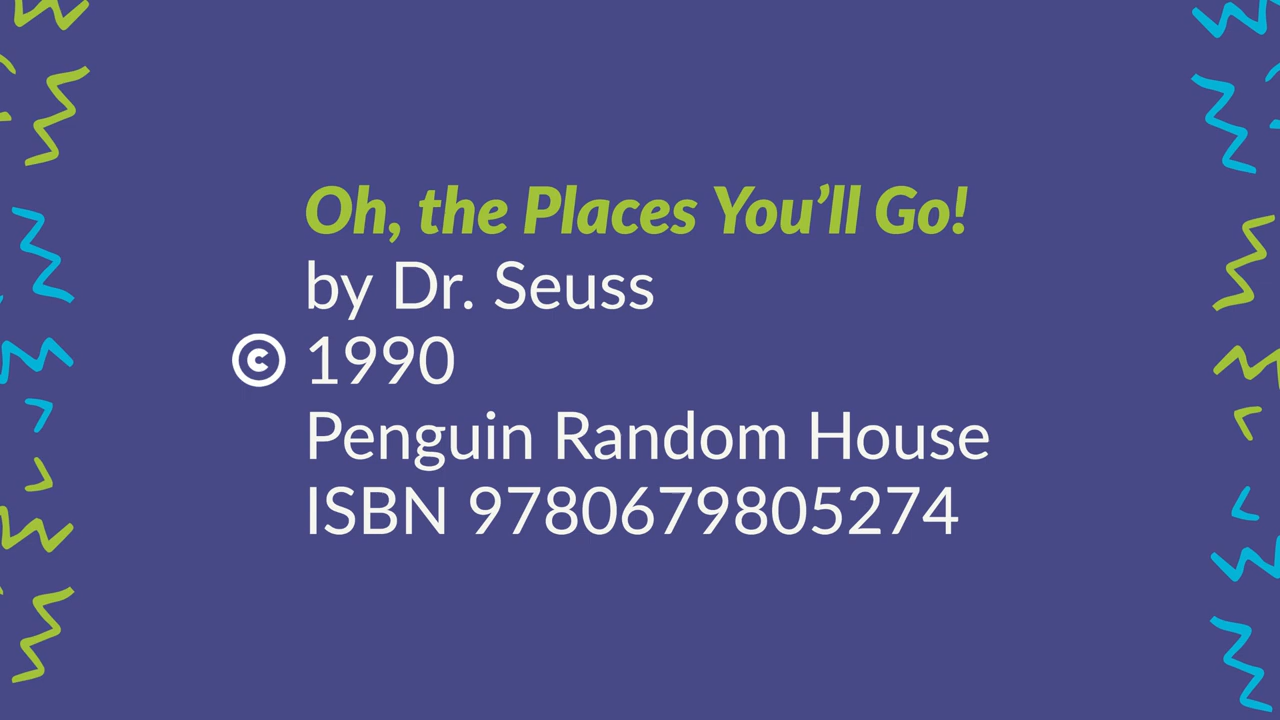 Oh, the Places You’ll Go!
by Dr. Seuss
© 1990
Penguin Random House
ISBN 9780679805274